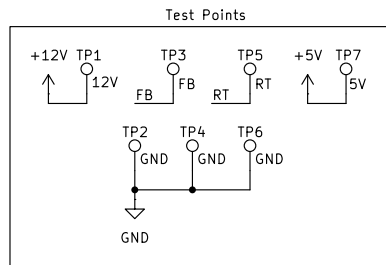 Test Points
+12V TP1 TP3 TP5 +5V TP7
12V FB FB RT RT 5V
TP2 TP4 TP6
GND GND GND
GND